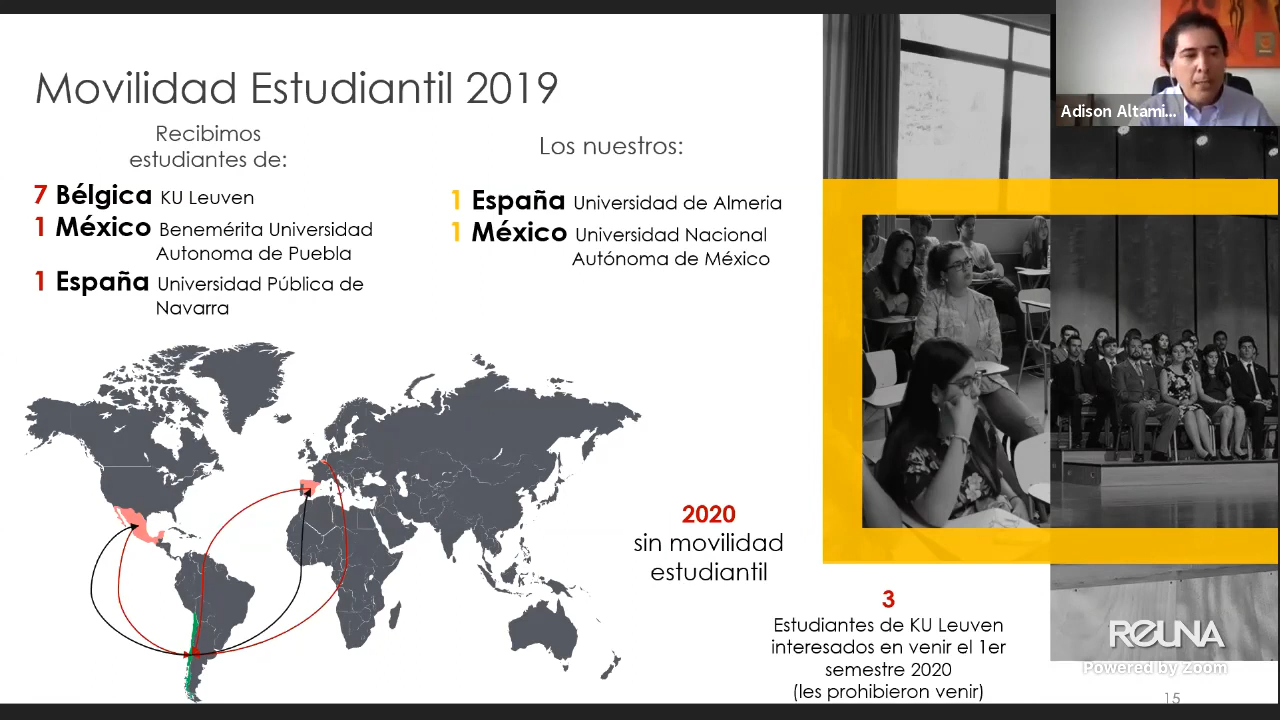 Movilidad Estudiantil 2019
Recibimos
estudiantes de:
7 Bélgica KU Leuven
1 México Benemérita Universidad
Autonoma de Puebla
1 España Universidad Pública de
Navarra
Los nuestros:
1 España Universidad de Almeria
1 México Universidad Nacional
Autónoma de México
2020
sin movilidad
estudiantil
3
Estudiantes de KU Leuven
interesados en venir el 1er
semestre 2020
(les prohibieron venir)
Adison Altami...
REUNA
Powered by Zoom
15